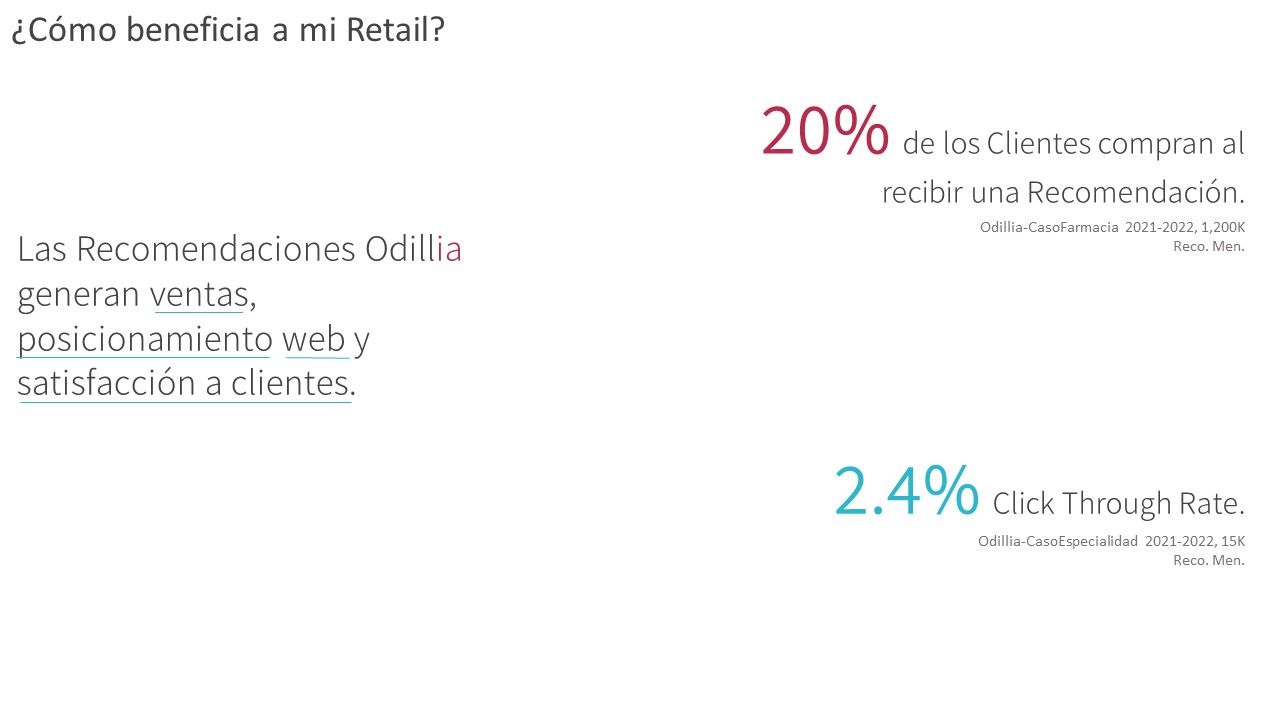 ¿Cómo beneficia a mi Retail?
Las Recomendaciones Odillia
generan ventas,
posicionamiento web y
satisfacción a clientes.
20% de los Clientes compran al
recibir una Recomendación.
Odillia-CasoFarmacia 2021-2022, 1,200K
Reco. Men.
2.4% Click Through Rate.
Odillia-CasoEspecialidad 2021-2022, 15K
Reco. Men.